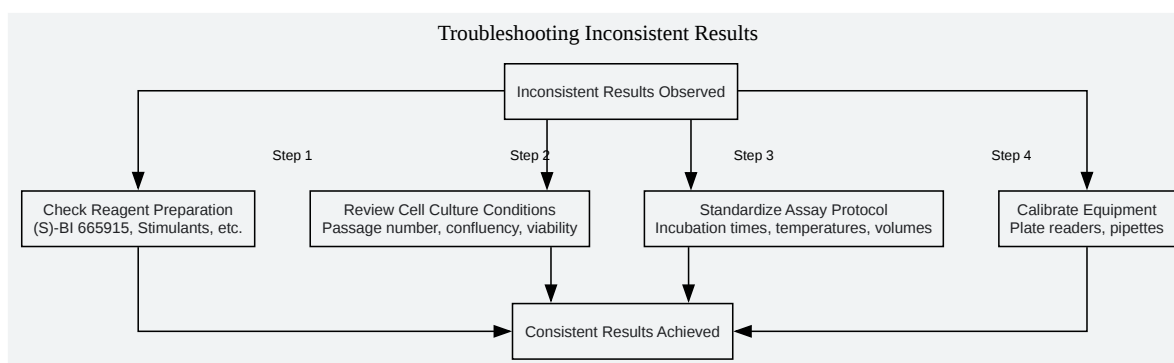 Troubleshooting Inconsistent Results
Inconsistent Results Observed
Step 1
Step 2
Step 3
Step 4
Check Reagent Preparation
(S)-BI 665915, Stimulants, etc.
Review Cell Culture Conditions
Passage number, confluency, viability
Standardize Assay Protocol
Incubation times, temperatures, volumes
Calibrate Equipment
Plate readers, pipettes
Consistent Results Achieved